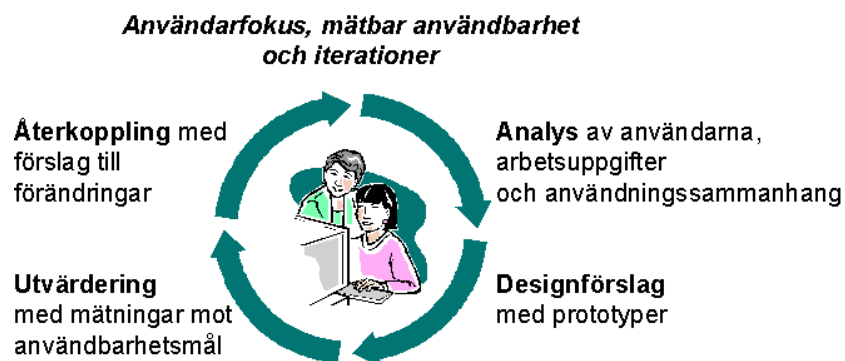 Användarfokus, mätbar användbarhet
och iterationer
Återkoppling med
förslag till
förändringar
Analys av användarna,
arbetsuppgifter
och användningssammanhang
Utvärdering
med mätningar mot
användbarhetsmål
Designförslag
med prototyper